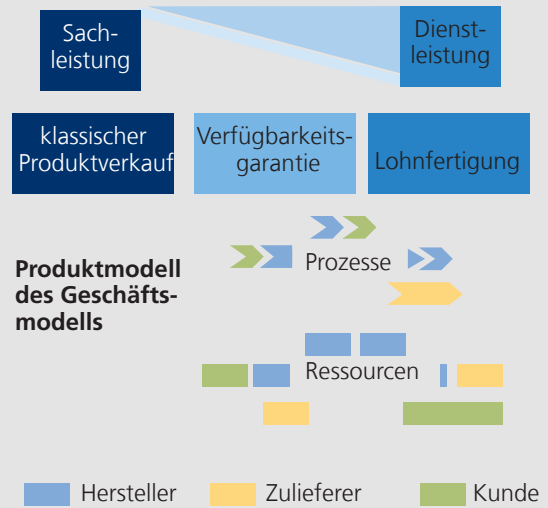 Sach-
leistung
Dienst-
leistung
klassischer
Produktverkauf
Verfügbarkeits-
garantie
Lohnfertigung
Produktmodell
des Geschäfts-
modells
Prozesse
Ressourcen
Hersteller
Zulieferer
Kunde